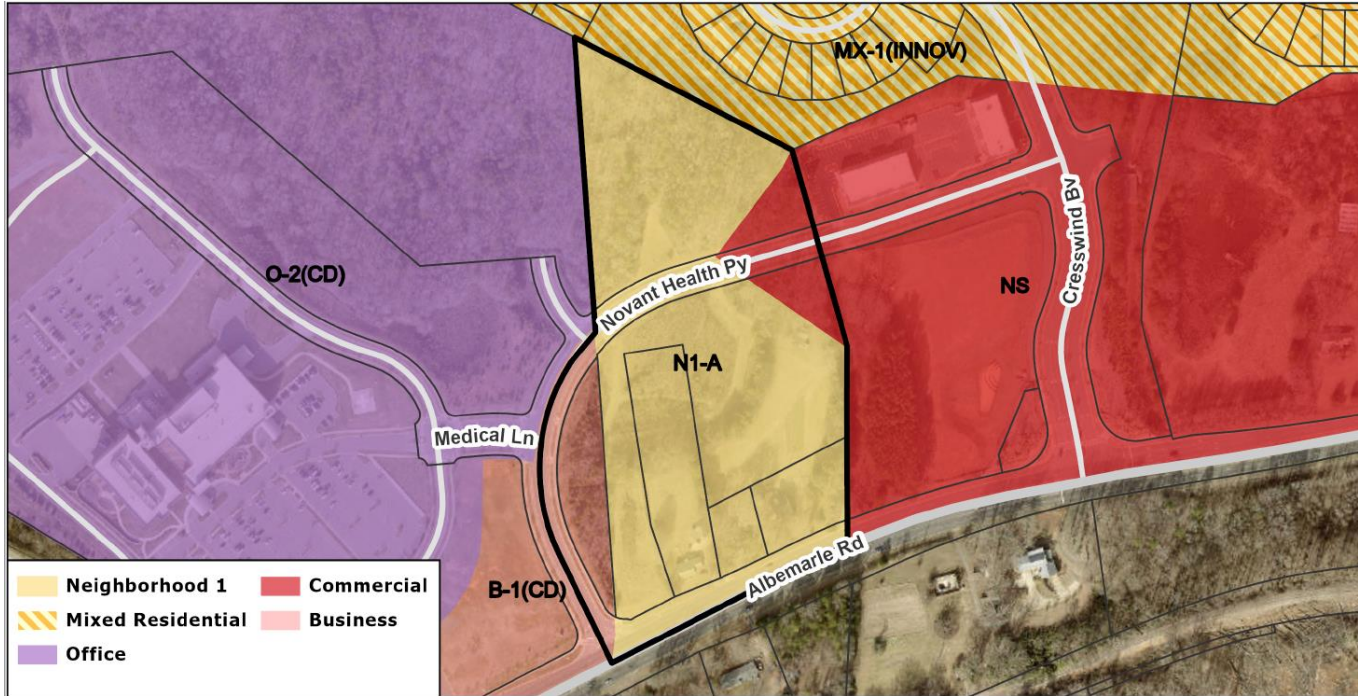 MX-1(INNOV)
O-2(CD)
Novant Health Py
Cresswind Bv
NS
N1-A
Medical Ln
Albemarle Rd
B-1(CD)
Neighborhood 1
Commercial
Mixed Residential
Business
Office